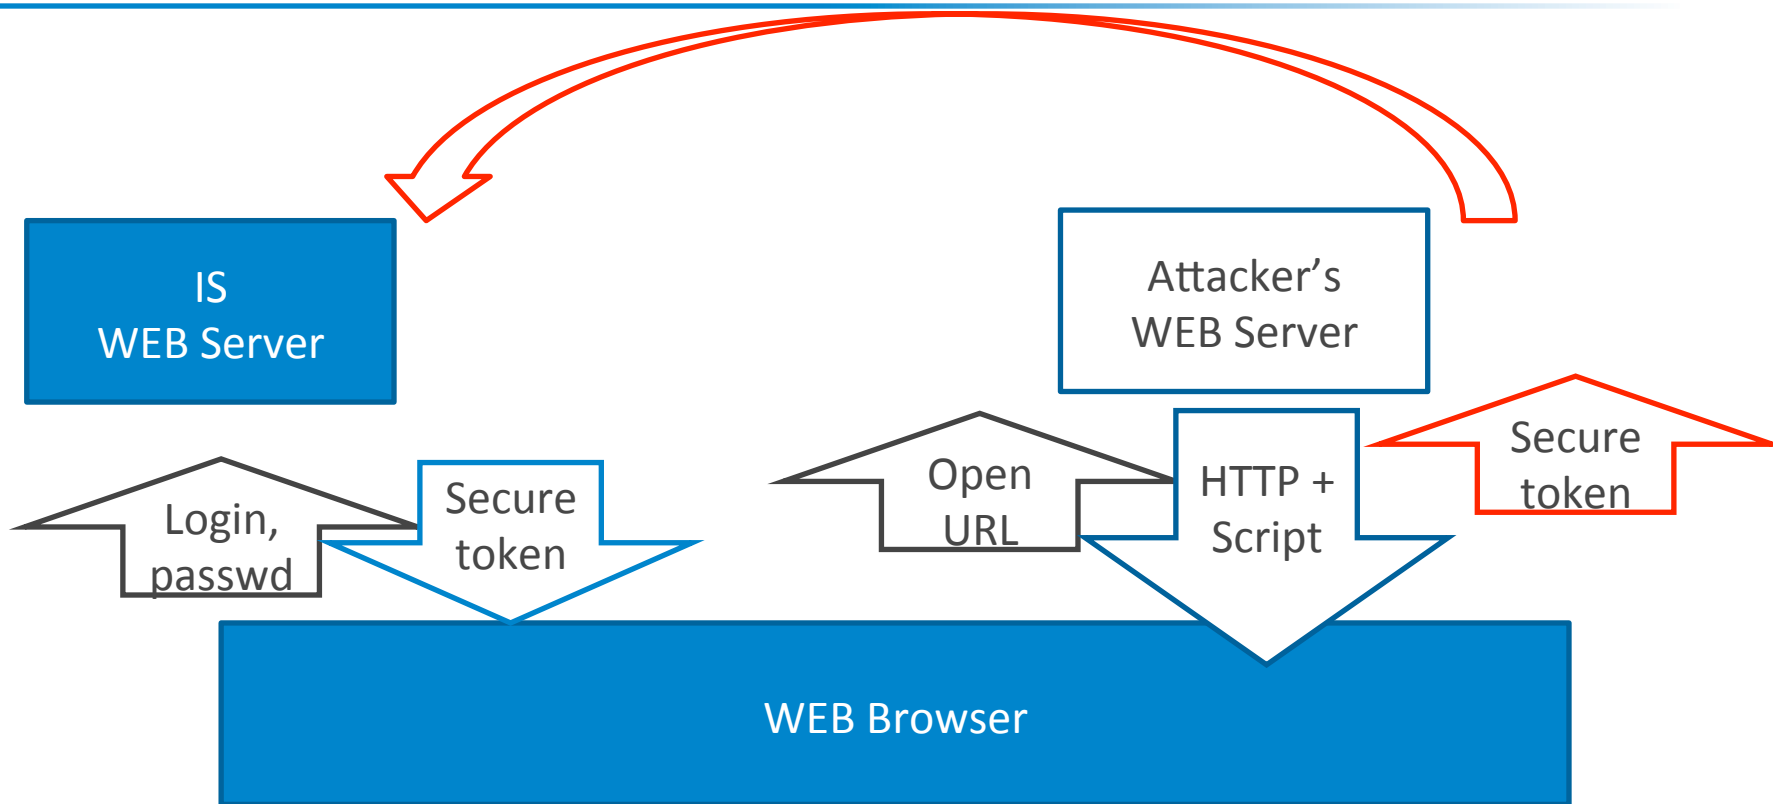 IS
WEB Server
Attacker’s
WEB Server
Login,
passwd
Secure
token
Open
URL
HTTP +
Script
Secure
token
WEB Browser